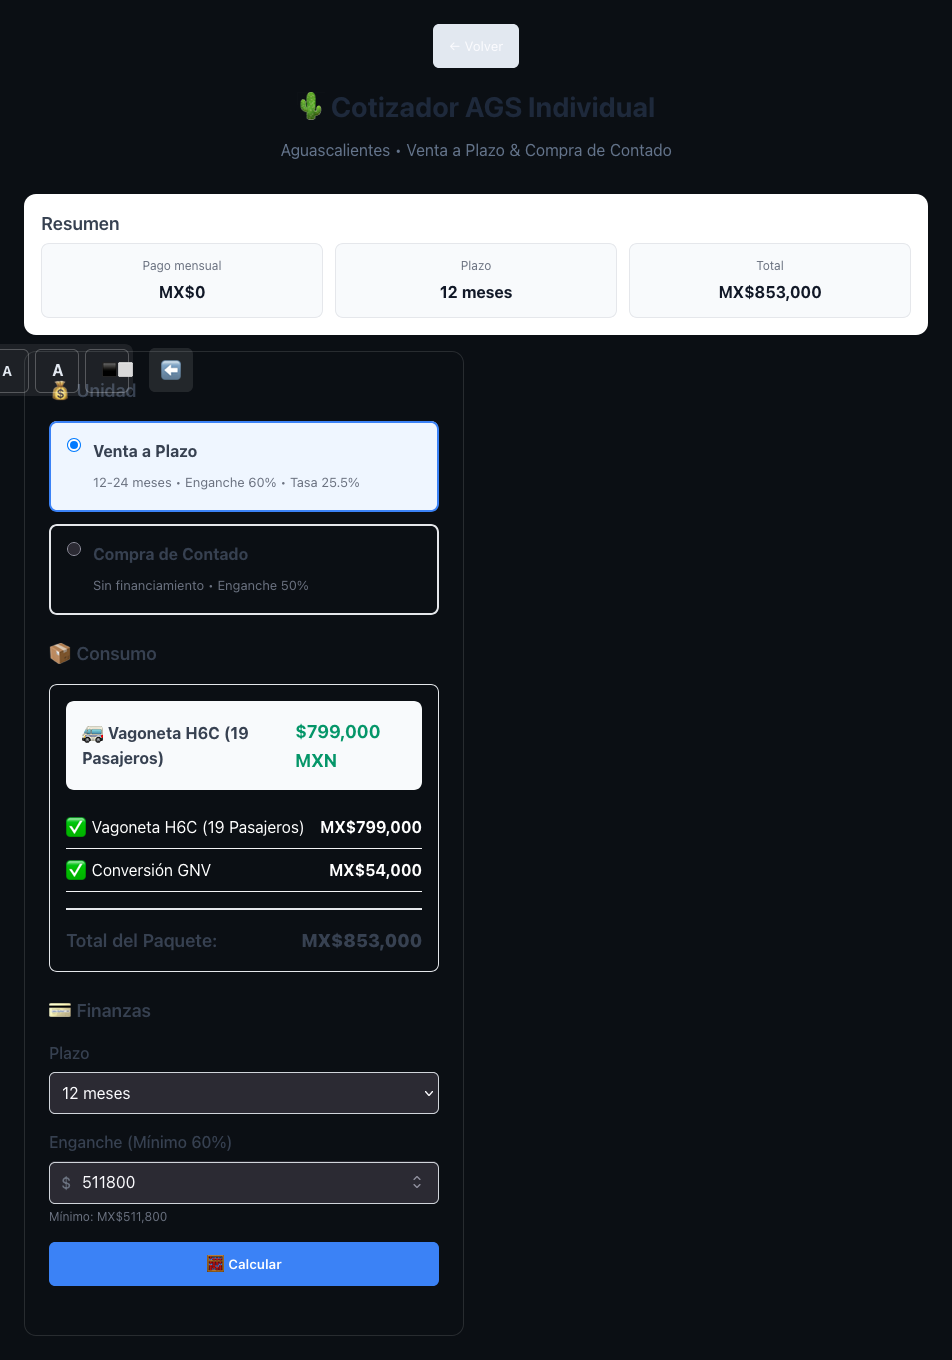 ← Volver
🌵 Cotizador AGS Individual
Aguascalientes • Venta a Plazo & Compra de Contado
Resumen
Pago mensual
MX$0
Plazo
12 meses
Total
MX$853,000
A
A
💰 Unidad
Venta a Plazo
12-24 meses • Enganche 60% • Tasa 25.5%
Compra de Contado
Sin financiamiento • Enganche 50%
📦 Consumo
🚐 Vagoneta H6C (19
Pasajeros)
$799,000
MXN
✅ Vagoneta H6C (19 Pasajeros) MX$799,000
✅ Conversión GNV MX$54,000
Total del Paquete: MX$853,000
💳 Finanzas
Plazo
12 meses
Enganche (Mínimo 60%)
$ 511800
Mínimo: MX$511,800
🧮 Calcular